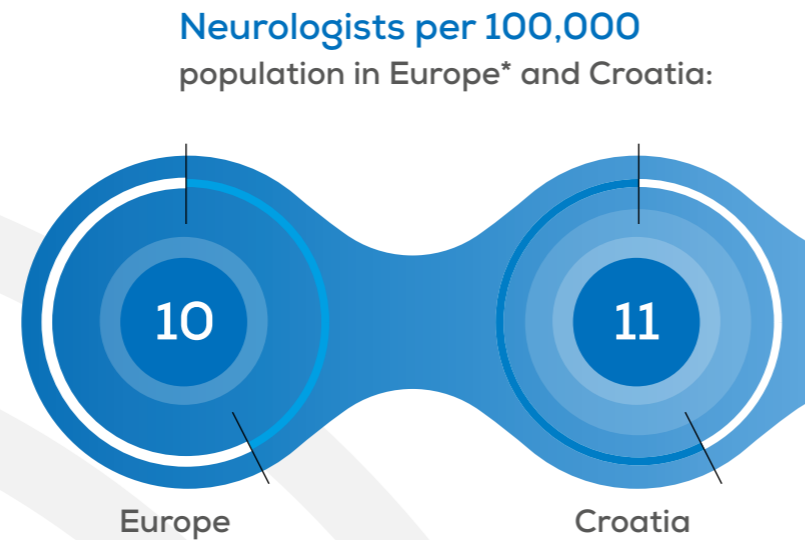 Neurologists per 100,000
population in Europe* and Croatia:
10
11
Europe
Croatia